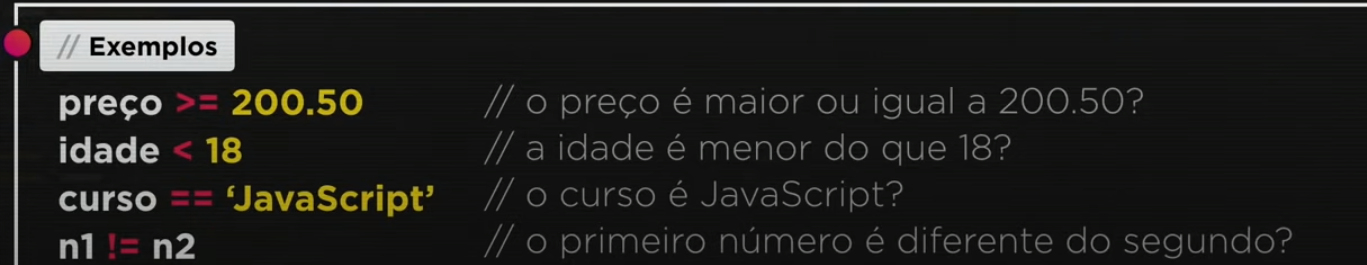 // Exemplos
preço >= 200.50 // o preço é maior ou igual a 200.50?
idade < 18 // a idade é menor do que 18?
curso == ‘JavaScript’ // o curso é JavaScript?
n1 != n2 // o primeiro número é diferente do segundo?